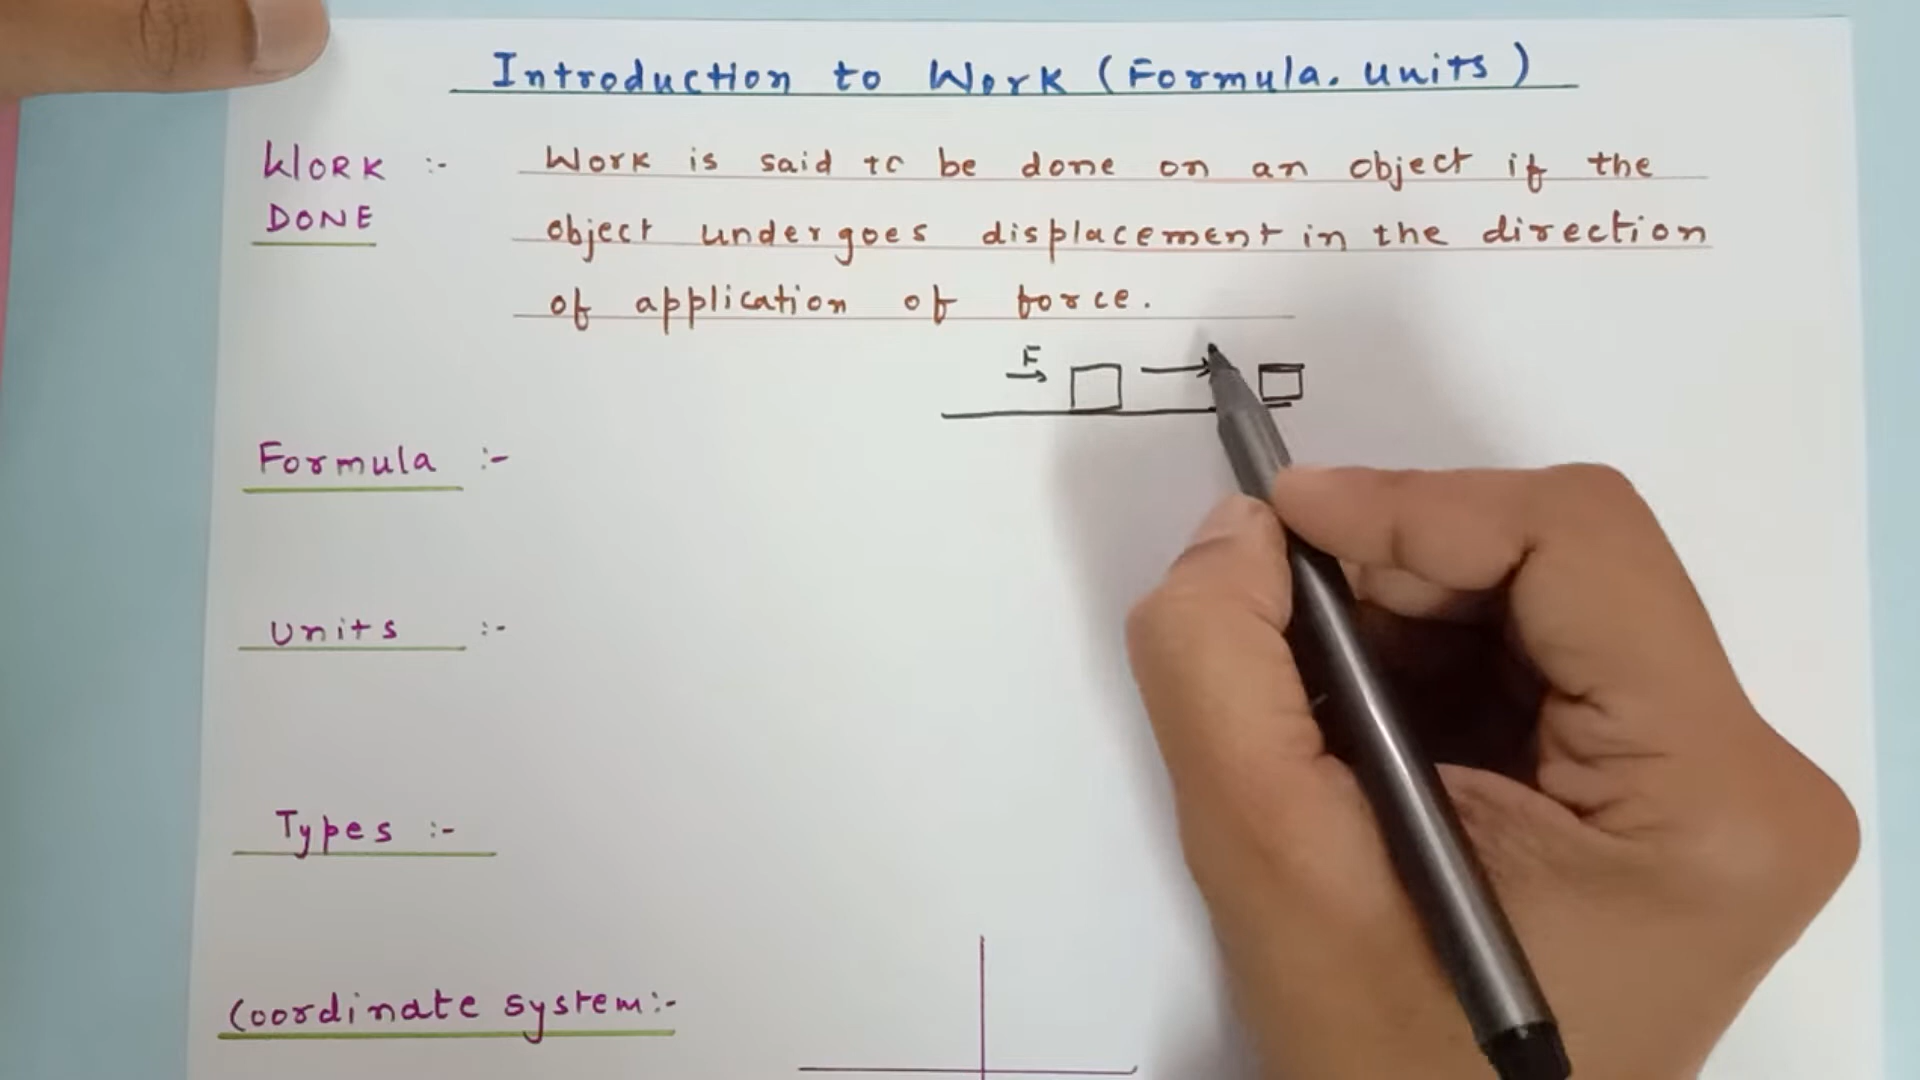 Introduction to Work (Formula. units)
WORK DONE :- Work is said to be done on an object if the
object undergoes displacement in the direction
of application of force.
F
Formula :-
Units :-
Types :-
Coordinate system:-